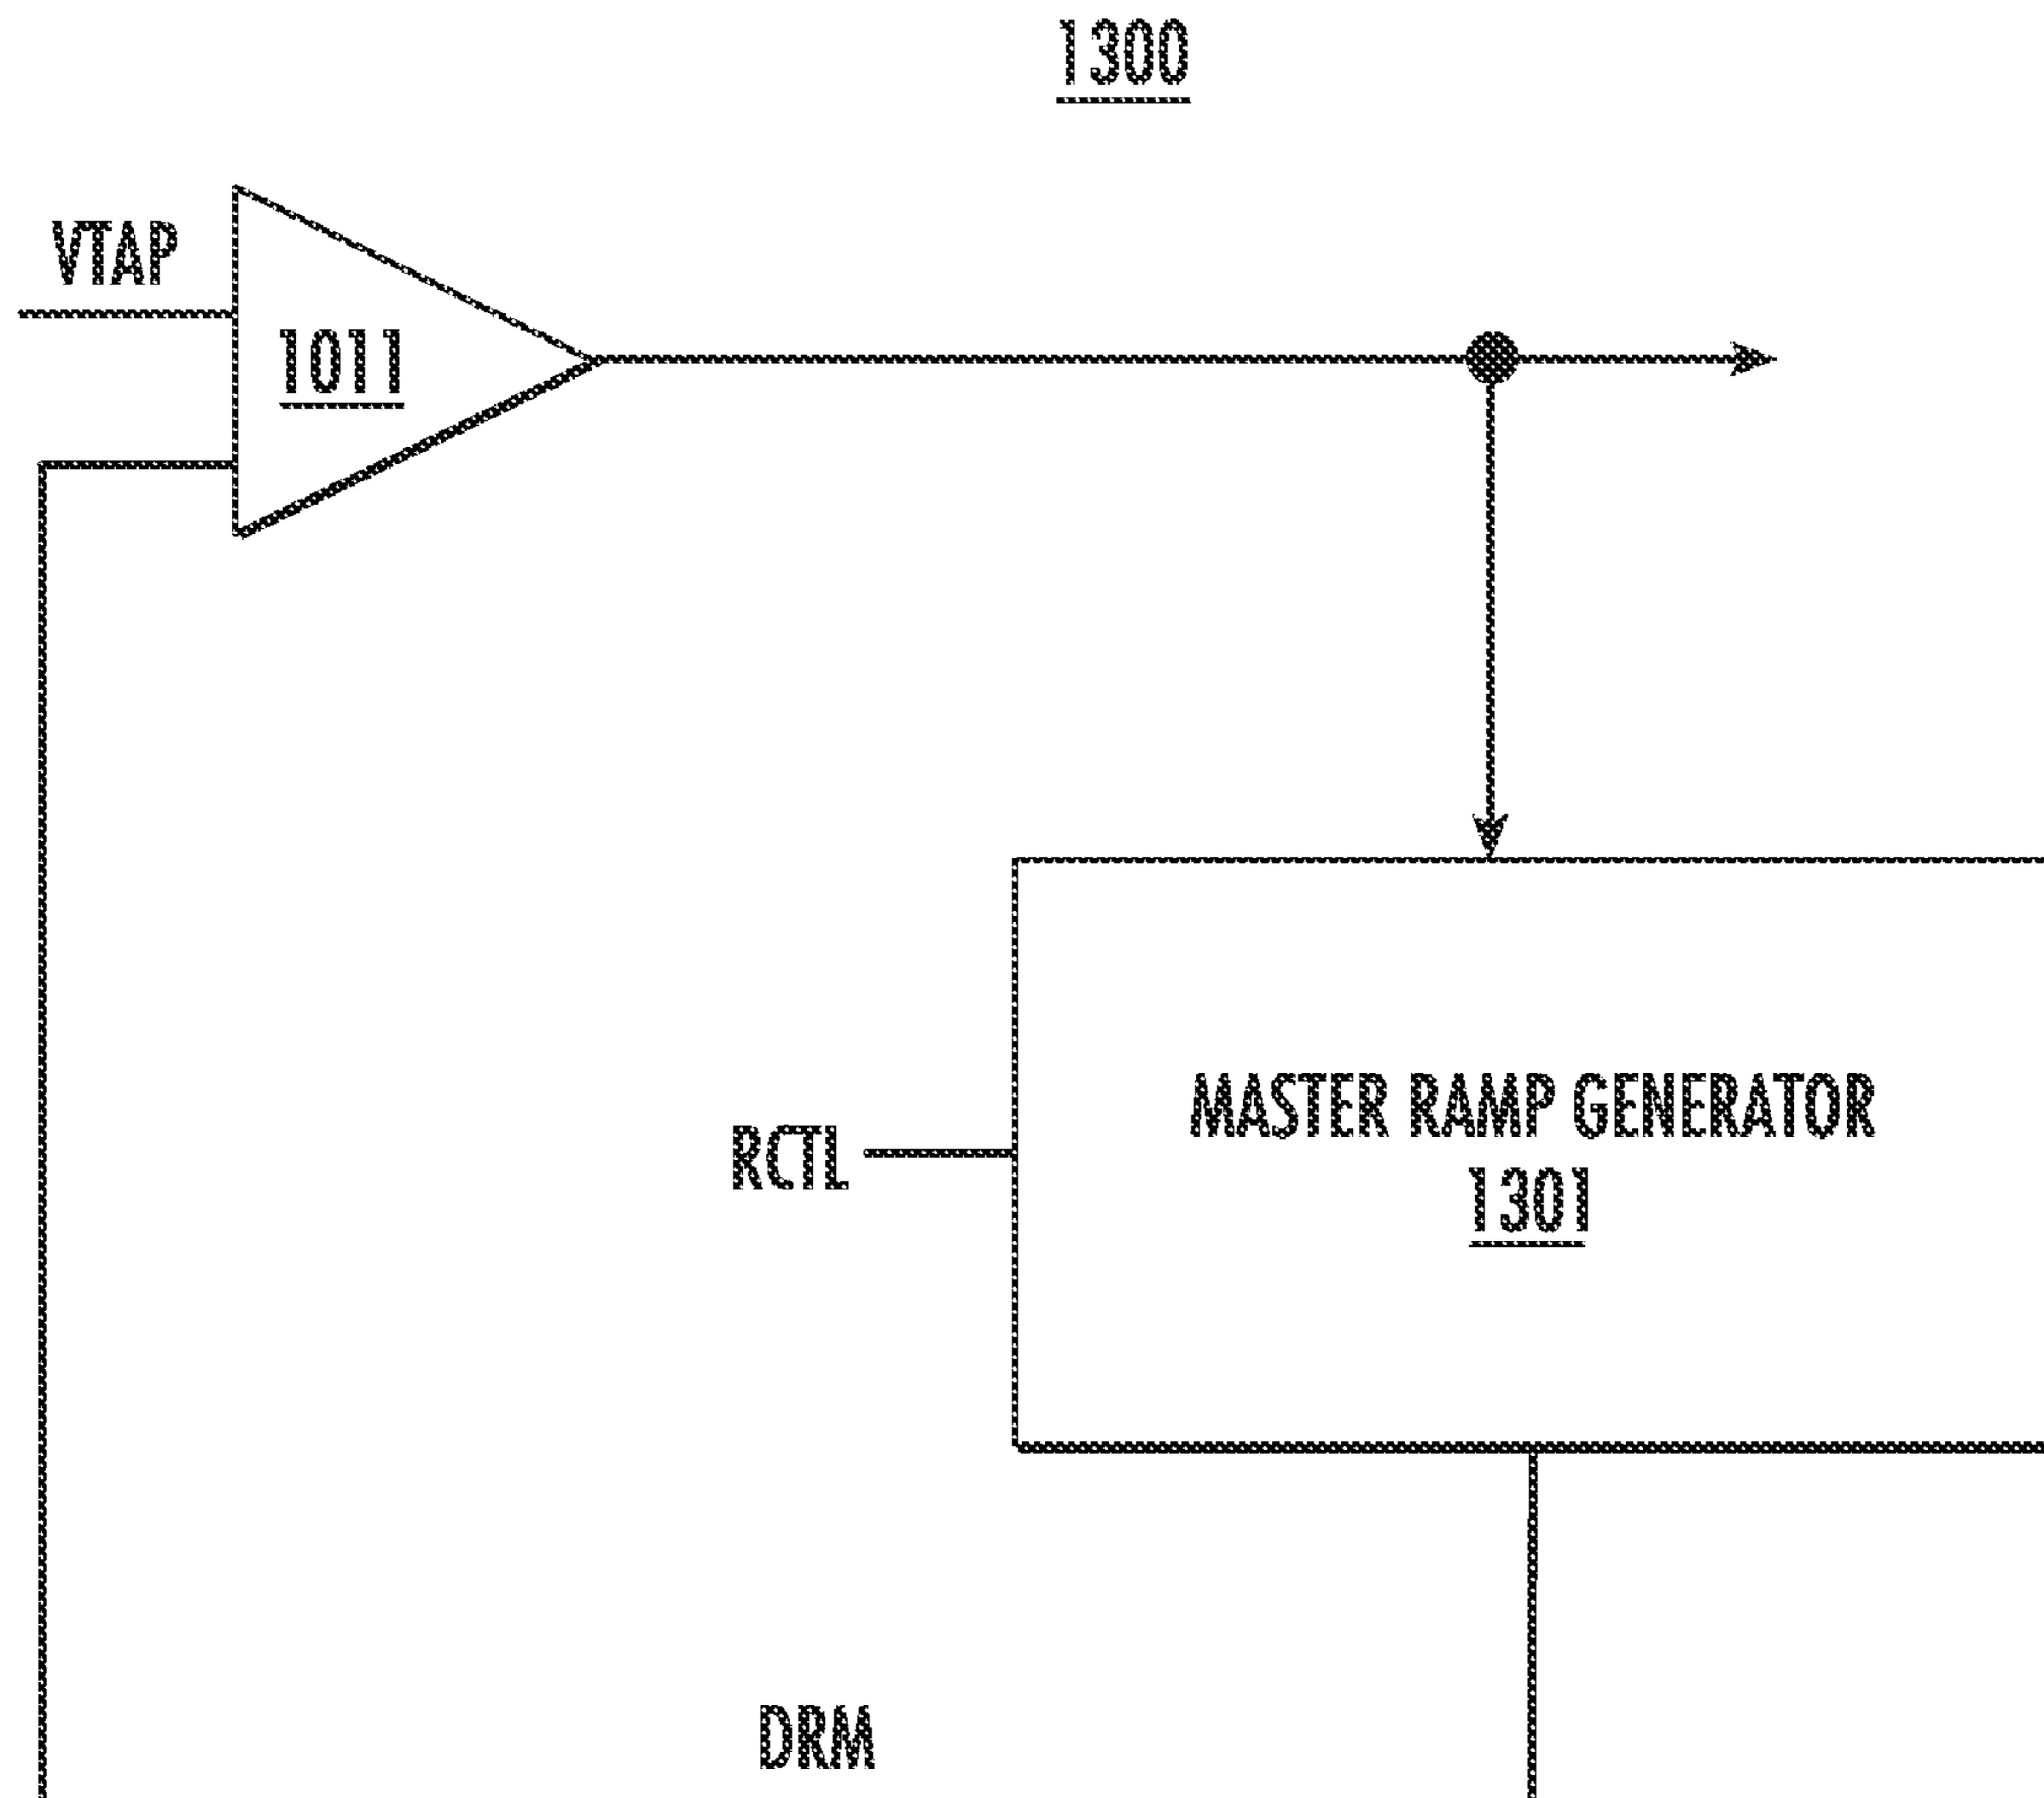 1300
VTAP
1011
MASTER RAMP GENERATOR
RCTL
1301
DRM